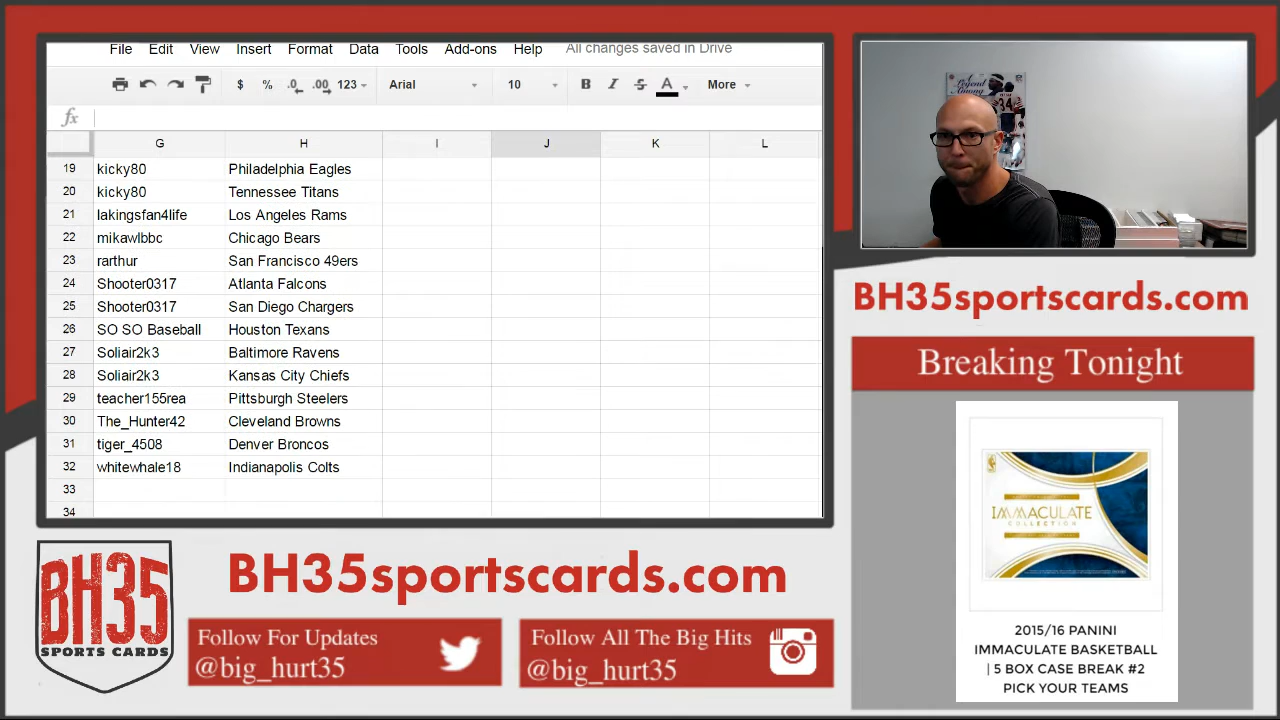 File Edit View Insert Format Data Tools Add-ons Help All changes saved in Drive
$ % .0 .00 123 Arial 10 B I S A More
fx
G H I J K L
19 kicky80 Philadelphia Eagles
20 kicky80 Tennessee Titans
21 lakingsfan4life Los Angeles Rams
22 mikawlbbc Chicago Bears
23 rarthur San Francisco 49ers
24 Shooter0317 Atlanta Falcons
25 Shooter0317 San Diego Chargers
26 SO SO Baseball Houston Texans
27 Soliair2k3 Baltimore Ravens
28 Soliair2k3 Kansas City Chiefs
29 teacher155rea Pittsburgh Steelers
30 The_Hunter42 Cleveland Browns
31 tiger_4508 Denver Broncos
32 whitewhale18 Indianapolis Colts
33
34
BH35
SPORTS CARDS
BH35sportscards.com
Follow For Updates
@big_hurt35
Follow All The Big Hits
@big_hurt35
Legend
34
BH35sportscards.com
Breaking Tonight
IMMACULATE
COLLECTION
2015/16 PANINI
IMMACULATE BASKETBALL
| 5 BOX CASE BREAK #2
PICK YOUR TEAMS